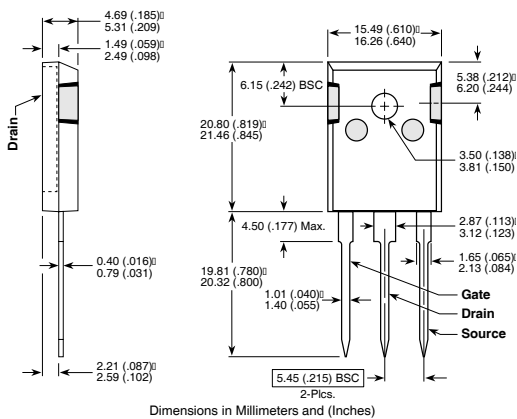 4.69 (.185)
5.31 (.209)
1.49 (.059)
2.49 (.098)
Drain
0.40 (.016)
0.79 (.031)
2.21 (.087)
2.59 (.102)
15.49 (.610)
16.26 (.640)
6.15 (.242) BSC
5.38 (.212)
6.20 (.244)
20.80 (.819)
21.46 (.845)
3.50 (.138)
3.81 (.150)
4.50 (.177) Max.
2.87 (.113)
3.12 (.123)
19.81 (.780)
20.32 (.800)
1.65 (.065)
2.13 (.084)
1.01 (.040)
1.40 (.055)
Gate
Drain
Source
5.45 (.215) BSC
2-Plcs.
Dimensions in Millimeters and (Inches)